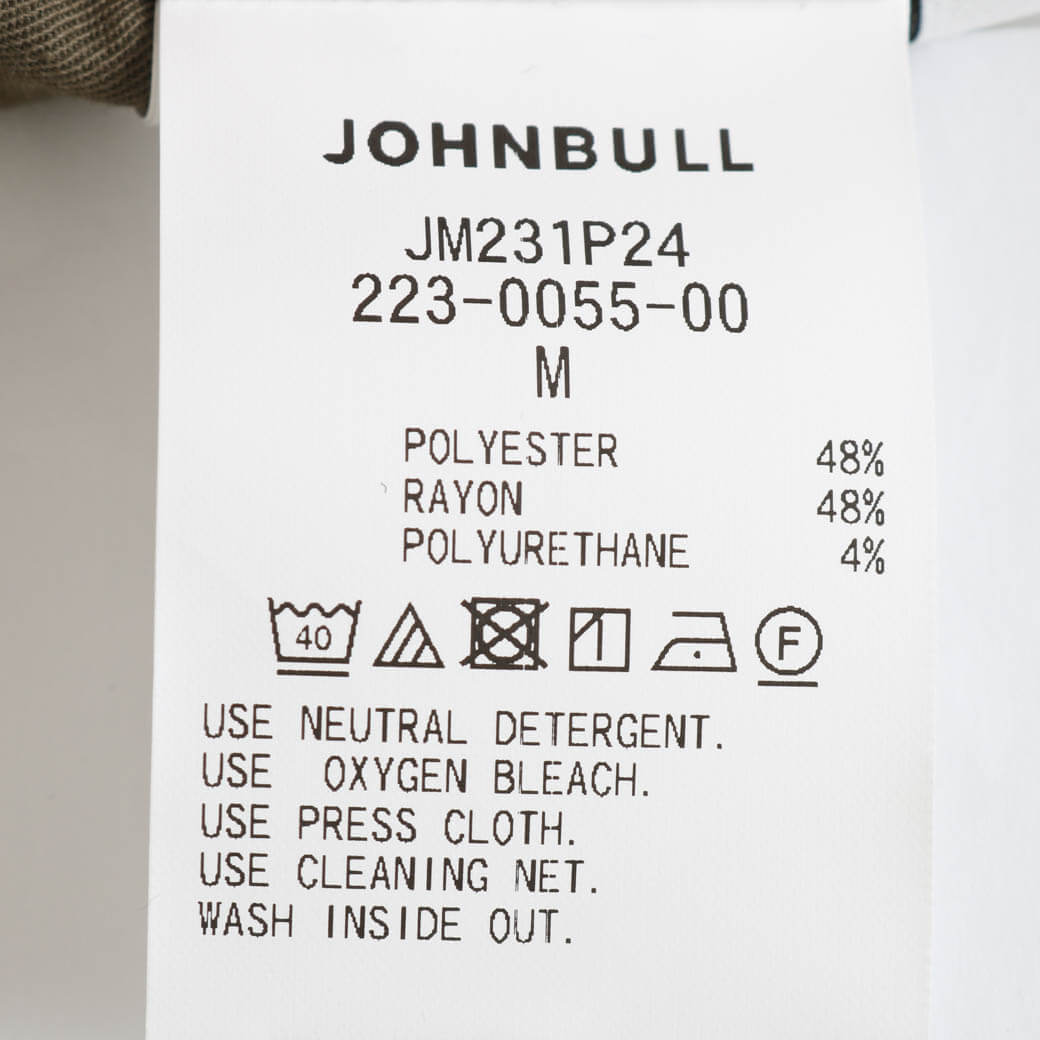 JOHNBULL
JM231P24
223-0055-00
M
POLYESTER 48%
RAYON 48%
POLYURETHANE 4%
40 F
USE NEUTRAL DETERGENT.
USE OXYGEN BLEACH.
USE PRESS CLOTH.
USE CLEANING NET.
WASH INSIDE OUT.